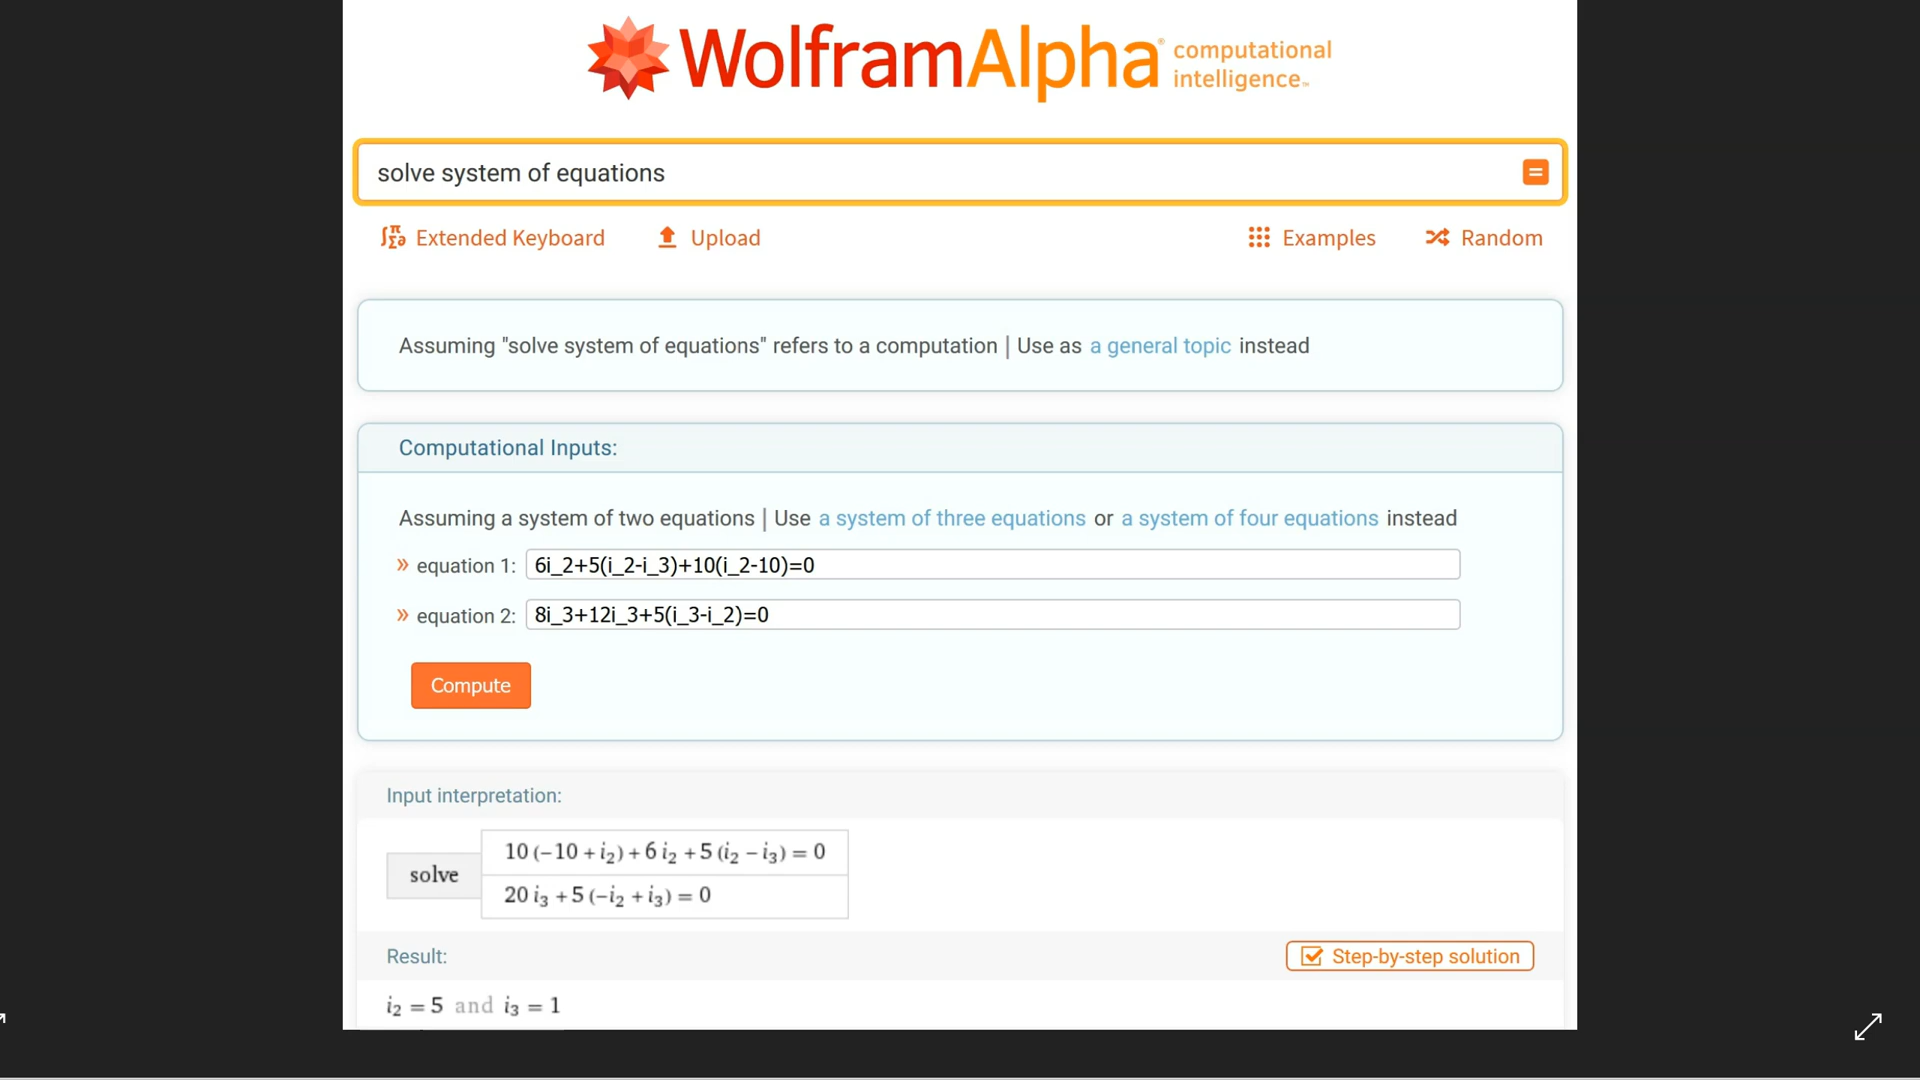 WolframAlpha computational intelligence™
solve system of equations
Extended Keyboard Upload Examples Random
Assuming "solve system of equations" refers to a computation | Use as a general topic instead
Computational Inputs:
Assuming a system of two equations | Use a system of three equations or a system of four equations instead
» equation 1: 6i_2+5(i_2-i_3)+10(i_2-10)=0
» equation 2: 8i_3+12i_3+5(i_3-i_2)=0
Compute
Input interpretation:
solve
10 (−10 + i₂) + 6 i₂ + 5 (i₂ − i₃) = 0
20 i₃ + 5 (−i₂ + i₃) = 0
Result: Step-by-step solution
i₂ = 5 and i₃ = 1